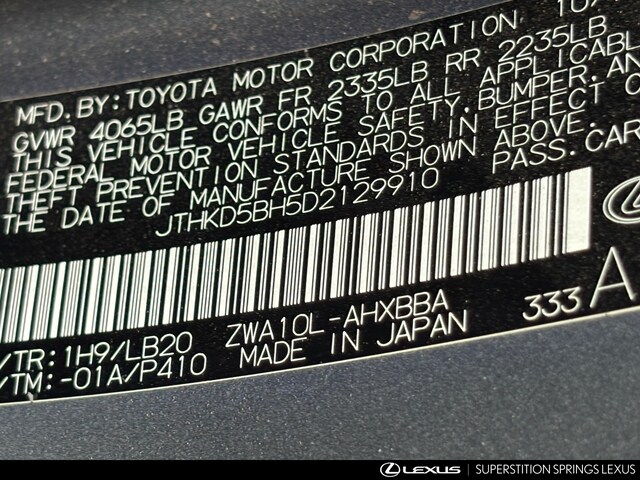 MFD.BY: TOYOTA MOTOR CORPORATION
GVWR 4065LB GAWR FR 2335LB RR 2235LB
THIS VEHICLE CONFORMS TO ALL APPLICABL
FEDERAL MOTOR VEHICLE SAFETY, BUMPER, AN
THEFT PREVENTION STANDARDS IN EFFECT O
THE DATE OF MANUFACTURE SHOWN ABOVE.
JTHKD5BH5D2129910 PASS.CAR
/TR: 1H9/LB20 ZWA10L-AHXBBA 333 A
/TM: -01A/P410 MADE IN JAPAN
LEXUS | SUPERSTITION SPRINGS LEXUS